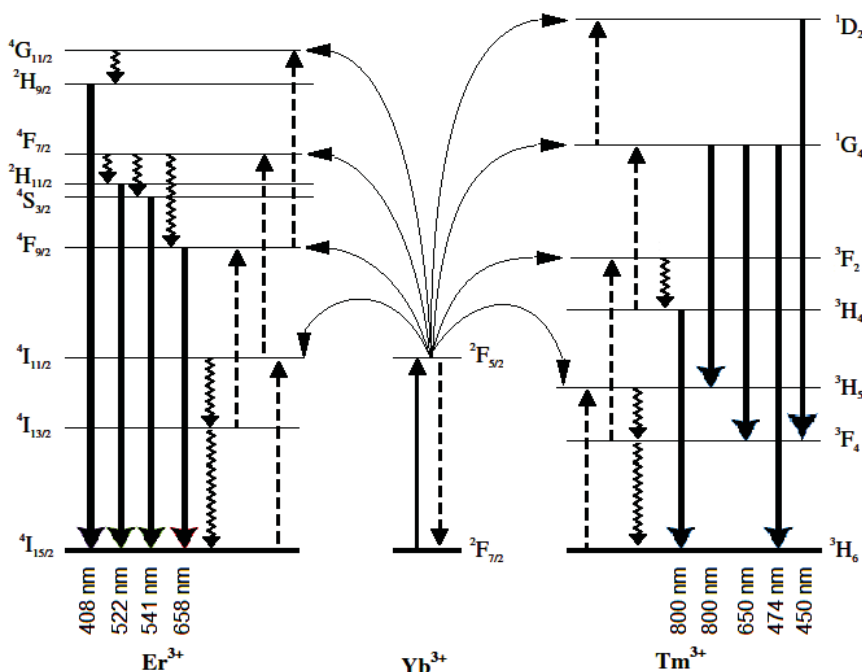 ⁴G₁₁/₂
²H₉/₂
⁴F₇/₂
²H₁₁/₂
⁴S₃/₂
⁴F₉/₂
⁴I₁₁/₂
⁴I₁₃/₂
⁴I₁₅/₂
408 nm
522 nm
541 nm
658 nm
Er³⁺
²F₅/₂
²F₇/₂
Yb³⁺
¹D₂
¹G₄
³F₂
³H₄
³H₅
³F₄
³H₆
800 nm
800 nm
650 nm
474 nm
450 nm
Tm³⁺